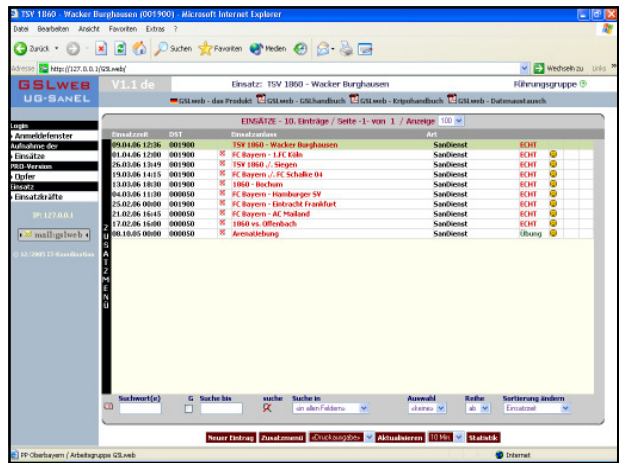 TSV 1860 - Wacker Burghausen (001900) - Microsoft Internet Explorer
Datei Bearbeiten Ansicht Favoriten Extras ?
Zurück Suchen Favoriten Medien
Adresse http://127.0.0.1/GSLweb/ Wechseln zu Links »
GSLWEB V1.1 de Einsatz: TSV 1860 - Wacker Burghausen Führungsgruppe
UG-SANEL GSLweb - das Produkt GSLweb - GSLhandbuch GSLweb - Kripohandbuch GSLweb - Datenaustausch
Login
Anmeldefenster
Aufnahme der
Einsätze
PRO-Version
Opfer
Einsatz
Einsatzkräfte
IP: 127.0.0.1
mail:gslweb
© 12/2005 IT-Koordination
ZUSATZMENÜ
EINSÄTZE - 10. Einträge / Seite -1- von 1 / Anzeige 100
Einsatzzeit DST Einsatzanlass Art
09.04.06 12:36 001900 TSV 1860 - Wacker Burghausen SanDienst ECHT
01.04.06 12:00 001900 FC Bayern - 1.FC Köln SanDienst ECHT
26.03.06 13:49 001900 TSV 1860 ./. Siegen SanDienst ECHT
19.03.06 14:15 001900 FC Bayern ./. FC Schalke 04 SanDienst ECHT
13.03.06 18:30 001900 1860 - Bochum SanDienst ECHT
04.03.06 11:30 000050 FC Bayern - Hamburger SV SanDienst ECHT
25.02.06 00:00 001900 FC Bayern - Eintracht Frankfurt SanDienst ECHT
21.02.06 16:45 000050 FC Bayern - AC Mailand SanDienst ECHT
17.02.06 16:00 000050 1860 vs. Offenbach SanDienst ECHT
08.10.05 00:00 000050 ArenaUebung SanDienst Übung
Suchwort(e) G Suche bis suche Suche in Auswahl Reihe Sortierung ändern
‹in allen Feldern› ‹keine› ab Einsatzzeit
Neuer Eintrag Zusatzmenü ‹Druckausgabe› Aktualisieren 10 Min. Statistik
PP Oberbayern / Arbeitsgruppe GSLweb Internet